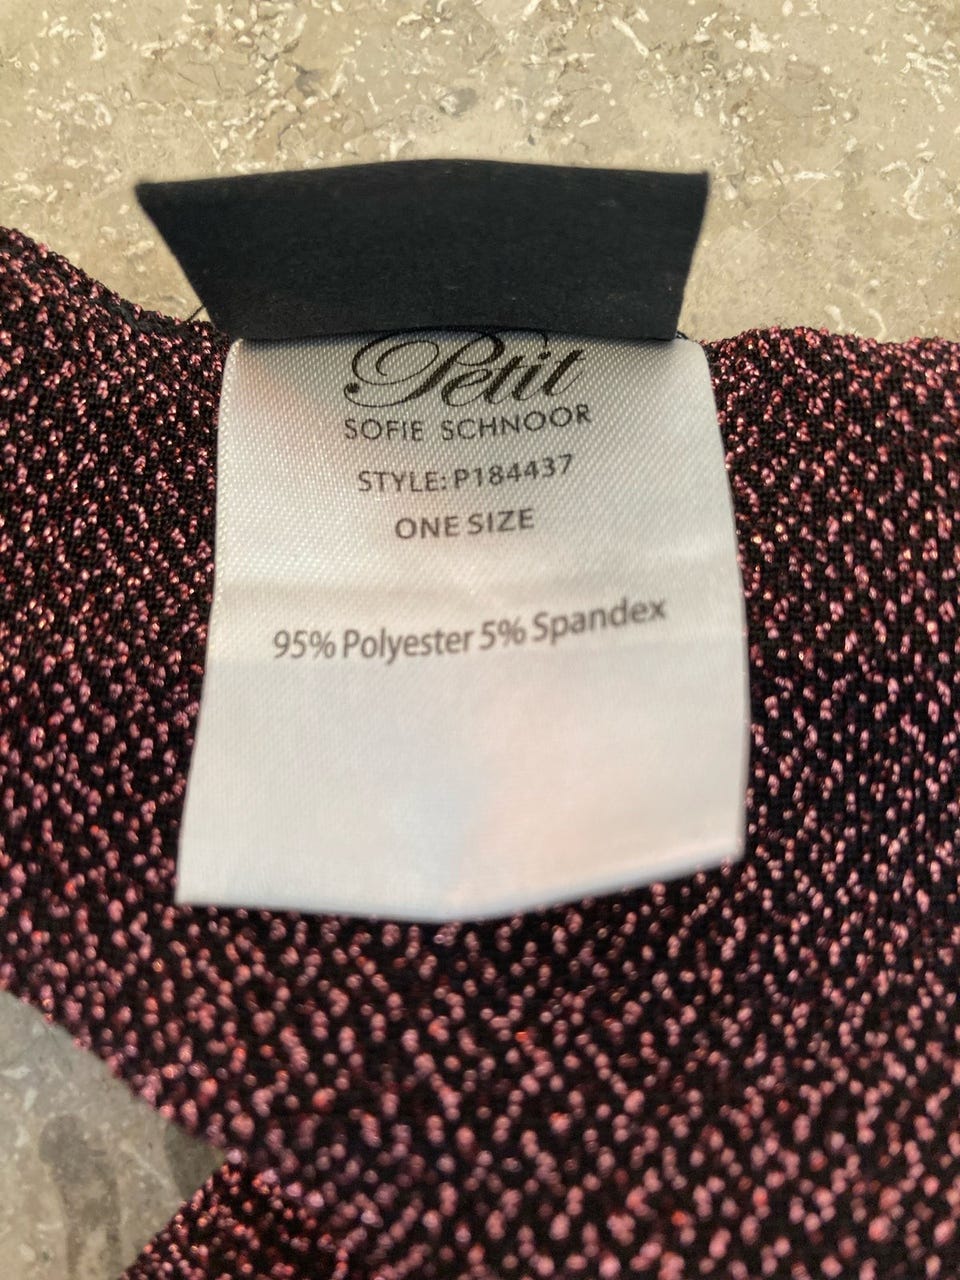 Petit
SOFIE SCHNOOR
STYLE: P184437
ONE SIZE
95% Polyester 5% Spandex